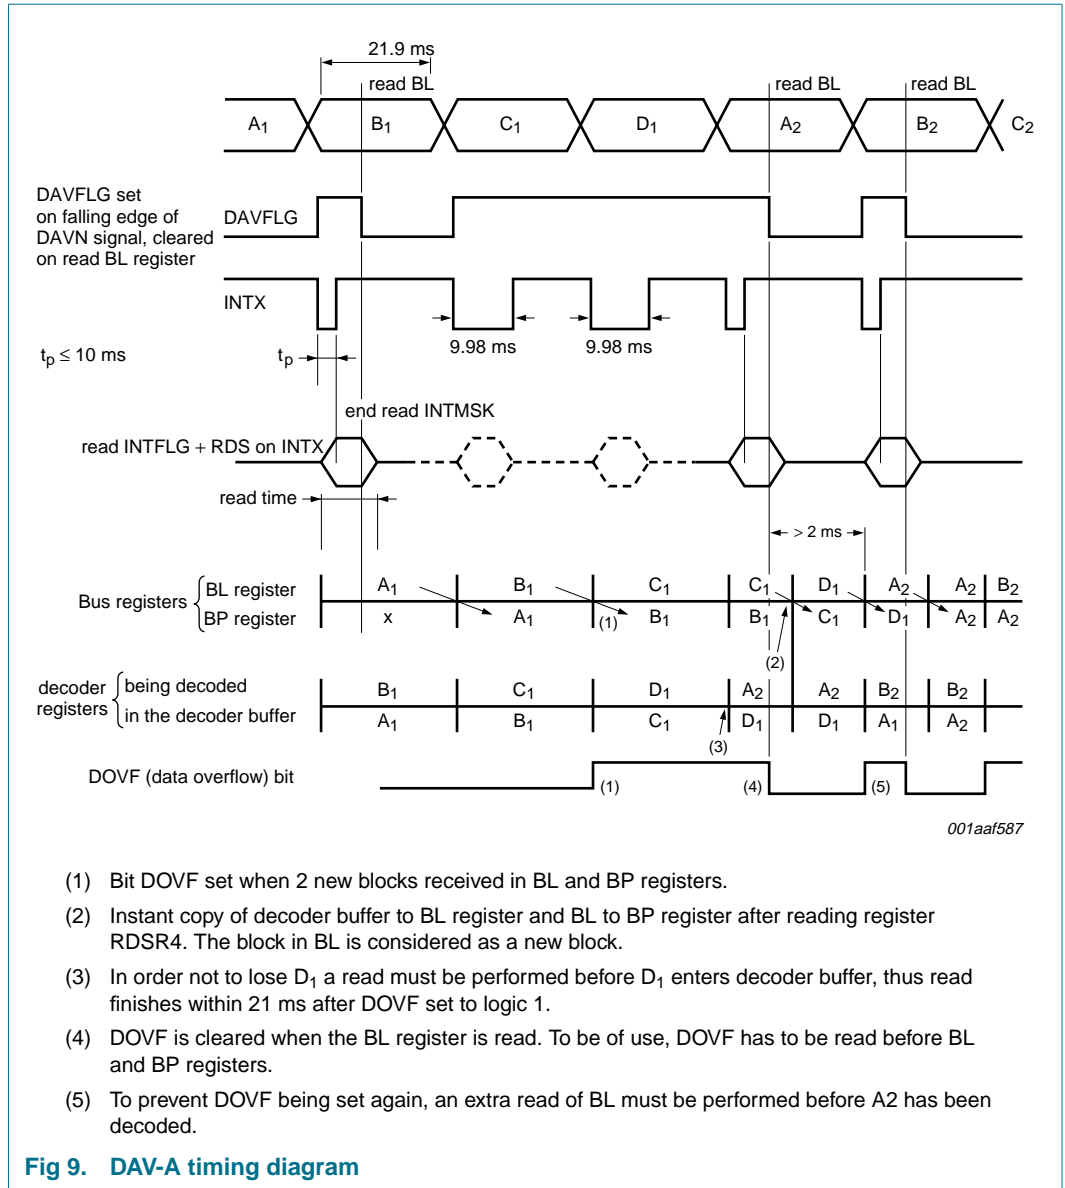 21.9 ms
read BL read BL read BL
A1 B1 C1 D1 A2 B2 C2
DAVFLG set
on falling edge of
DAVN signal, cleared
on read BL register
DAVFLG
INTX
9.98 ms 9.98 ms
tp ≤ 10 ms
tp
end read INTMSK
read INTFLG + RDS on INTX
read time
> 2 ms
Bus registers
BL register A1 B1 C1 C1 D1 A2 A2 B2
BP register x A1 (1) B1 B1 C1 D1 A2 A2
(2)
decoder
registers
being decoded B1 C1 D1 A2 A2 B2 B2
in the decoder buffer A1 B1 C1 D1 D1 A1 A2
(3)
DOVF (data overflow) bit (1) (4) (5)
001aaf587
(1) Bit DOVF set when 2 new blocks received in BL and BP registers.
(2) Instant copy of decoder buffer to BL register and BL to BP register after reading register
RDSR4. The block in BL is considered as a new block.
(3) In order not to lose D1 a read must be performed before D1 enters decoder buffer, thus read
finishes within 21 ms after DOVF set to logic 1.
(4) DOVF is cleared when the BL register is read. To be of use, DOVF has to be read before BL
and BP registers.
(5) To prevent DOVF being set again, an extra read of BL must be performed before A2 has been
decoded.
Fig 9. DAV-A timing diagram